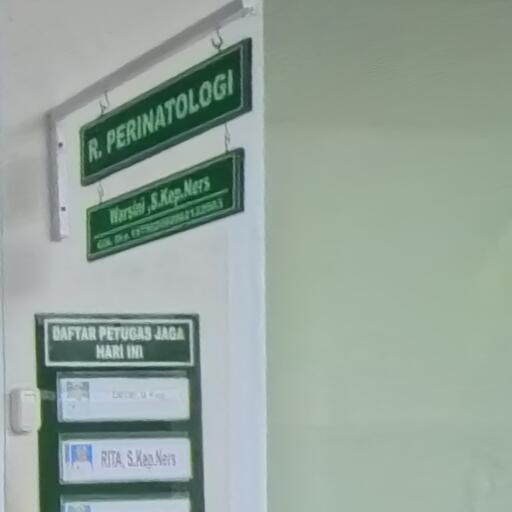 R. PERINATOLOGI
Warsini ,S.Kep.Ners
DAFTAR PETUGAS JAGA
HARI INI
RITA, S.Kep.Ners